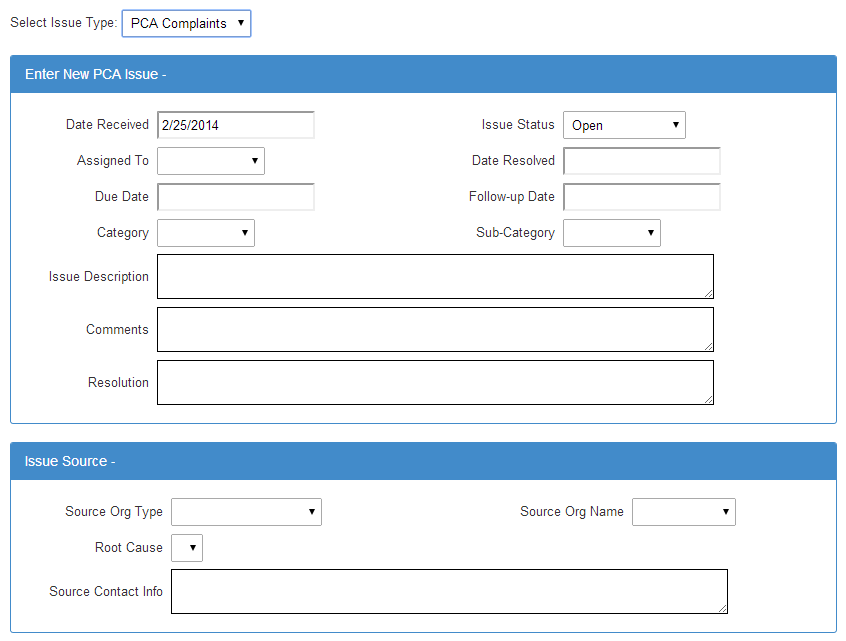 Select Issue Type: PCA Complaints
Enter New PCA Issue -
Date Received 2/25/2014 Issue Status Open
Assigned To Date Resolved
Due Date Follow-up Date
Category Sub-Category
Issue Description
Comments
Resolution
Issue Source -
Source Org Type Source Org Name
Root Cause
Source Contact Info